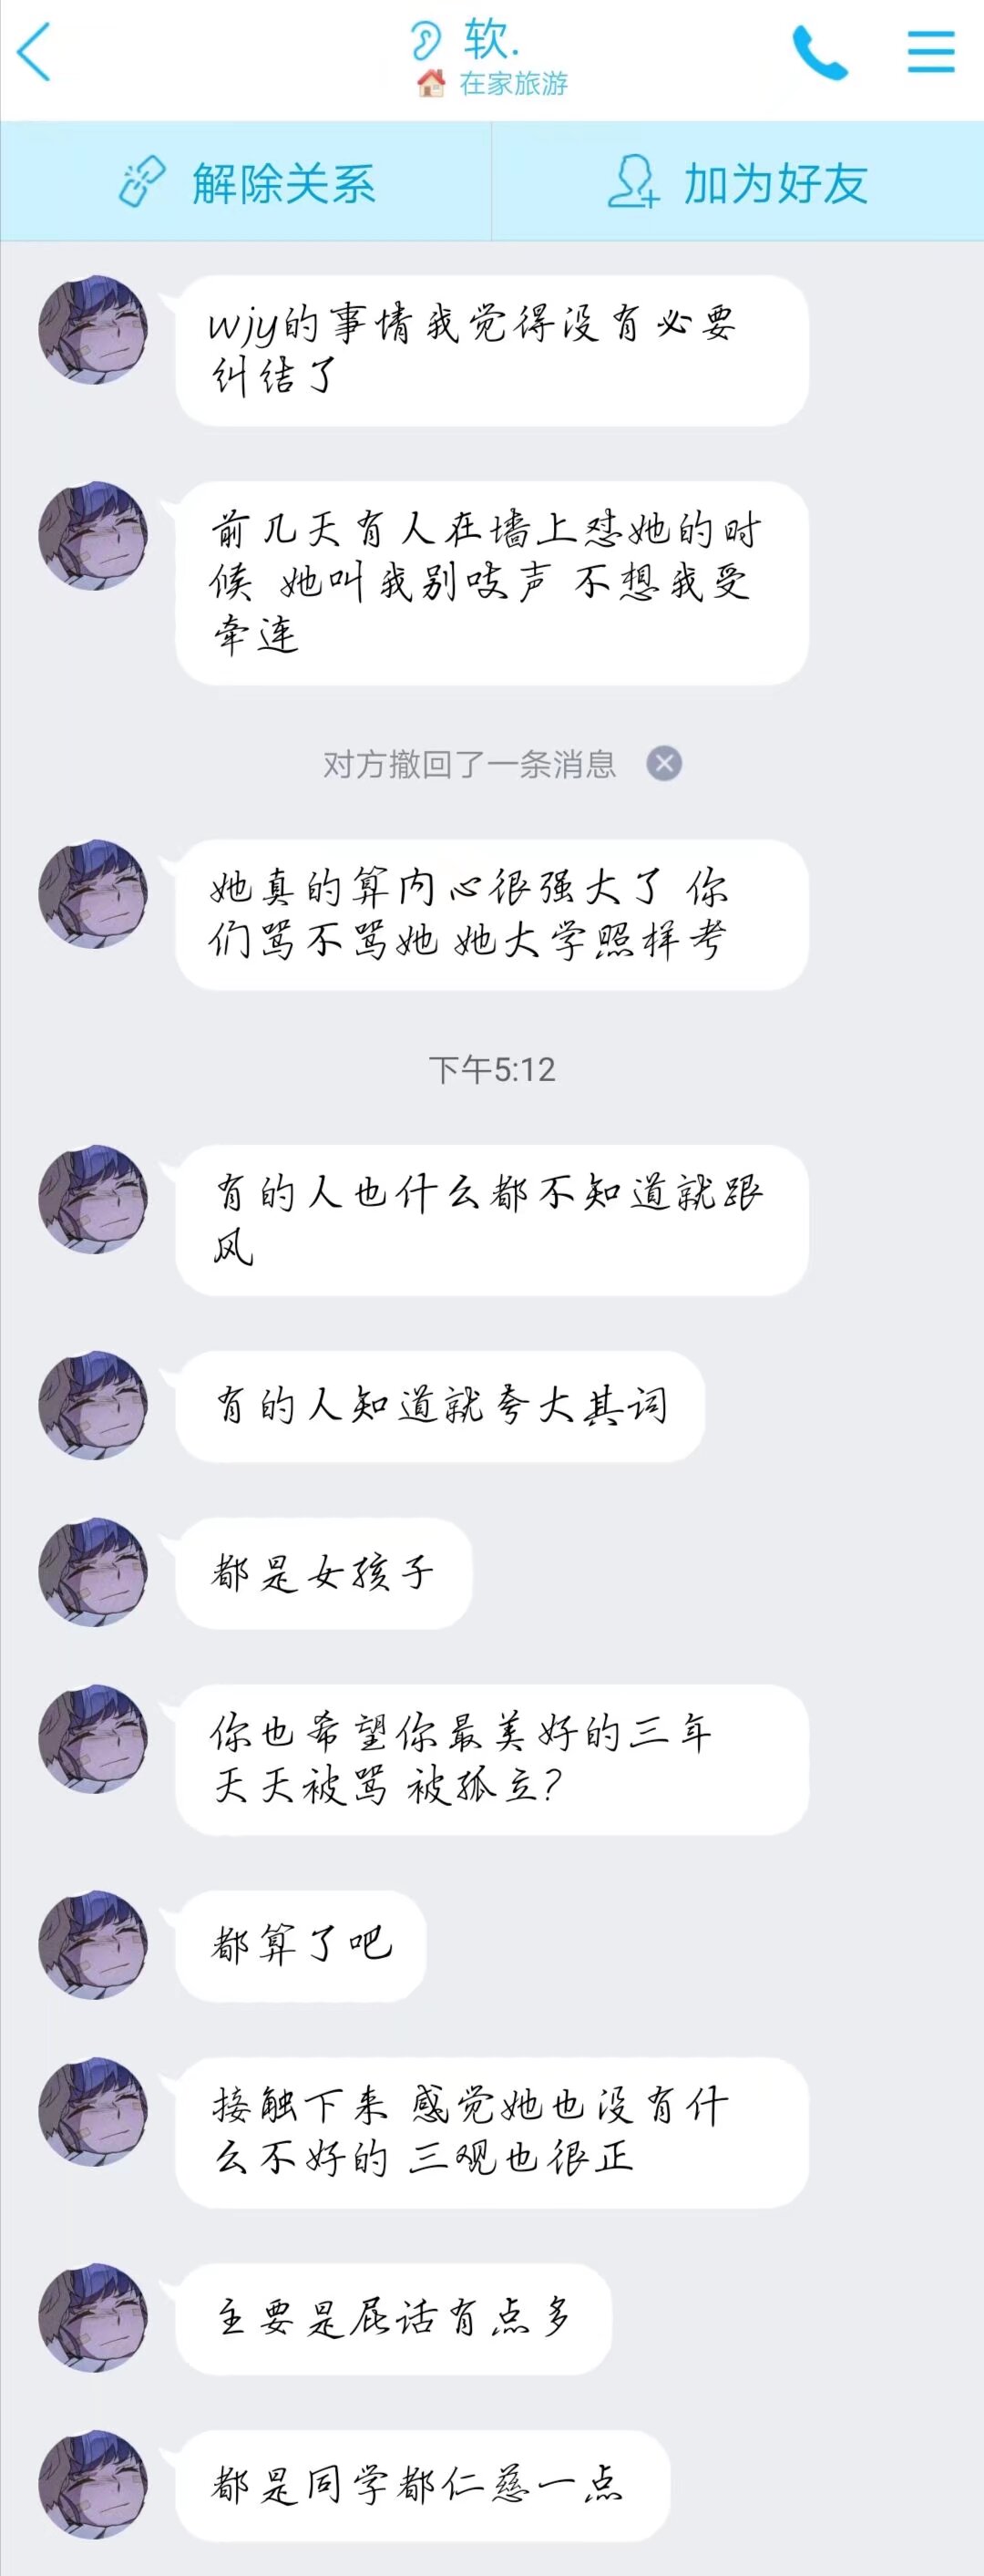 软.
在家旅游
解除关系
加为好友
wjy的事情我觉得没有必要
纠结了
前几天有人在墙上怼她的时
候 她叫我别吱声 不想我受
牵连
对方撤回了一条消息
她真的算内心很强大了 你
们骂不骂她 她大学照样考
下午5:12
有的人也什么都不知道就跟
风
有的人知道就夸大其词
都是女孩子
你也希望你最美好的三年
天天被骂 被孤立?
都算了吧
接触下来 感觉她也没有什
么不好的 三观也很正
主要是屁话有点多
都是同学都仁慈一点